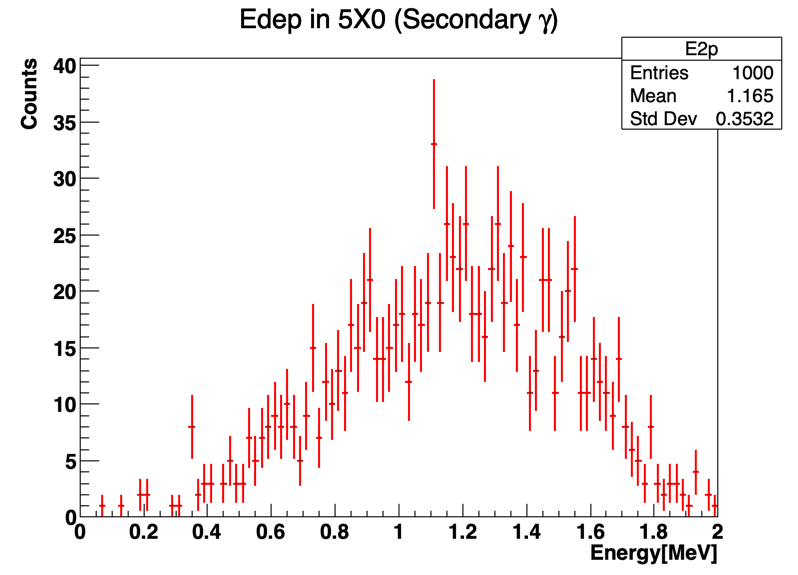 Edep in 5X0 (Secondary γ)
E2p
Entries 1000
Mean 1.165
Std Dev 0.3532
Counts
40
35
30
25
20
15
10
5
0
0 0.2 0.4 0.6 0.8 1 1.2 1.4 1.6 1.8 2
Energy[MeV]